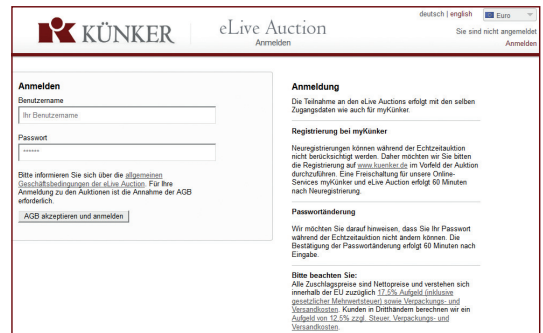 deutsch | english
Euro
KÜNKER
eLive Auction
Anmelden
Sie sind nicht angemeldet
Anmelden
Anmelden
Benutzername
Ihr Benutzername
Passwort
••••••
Bitte informieren Sie sich über die allgemeinen
Geschäftsbedingungen der eLive Auction. Für Ihre
Anmeldung zu den Auktionen ist die Annahme der AGB
erforderlich.
AGB akzeptieren und anmelden
Anmeldung
Die Teilnahme an den eLive Auctions erfolgt mit den selben
Zugangsdaten wie auch für myKünker.
Registrierung bei myKünker
Neuregistrierungen können während der Echtzeitauktion
nicht berücksichtigt werden. Daher möchten wir Sie bitten
die Registrierung auf www.kuenker.de im Vorfeld der Auktion
durchzuführen. Eine Freischaltung für unsere Online-
Services myKünker und eLive Auction erfolgt 60 Minuten
nach Neuregistrierung.
Passwortänderung
Wir möchten Sie darauf hinweisen, dass Sie Ihr Passwort
während der Echtzeitauktion nicht ändern können. Die
Bestätigung der Passwortänderung erfolgt 60 Minuten nach
Eingabe.
Bitte beachten Sie:
Alle Zuschlagspreise sind Nettopreise und verstehen sich
innerhalb der EU zuzüglich 17.5% Aufgeld (inklusive
gesetzlicher Mehrwertsteuer) sowie Verpackungs- und
Versandkosten. Kunden in Dritthändern berechnen wir ein
Aufgeld von 12.5% zzgl. Steuer, Verpackungs- und
Versandkosten.